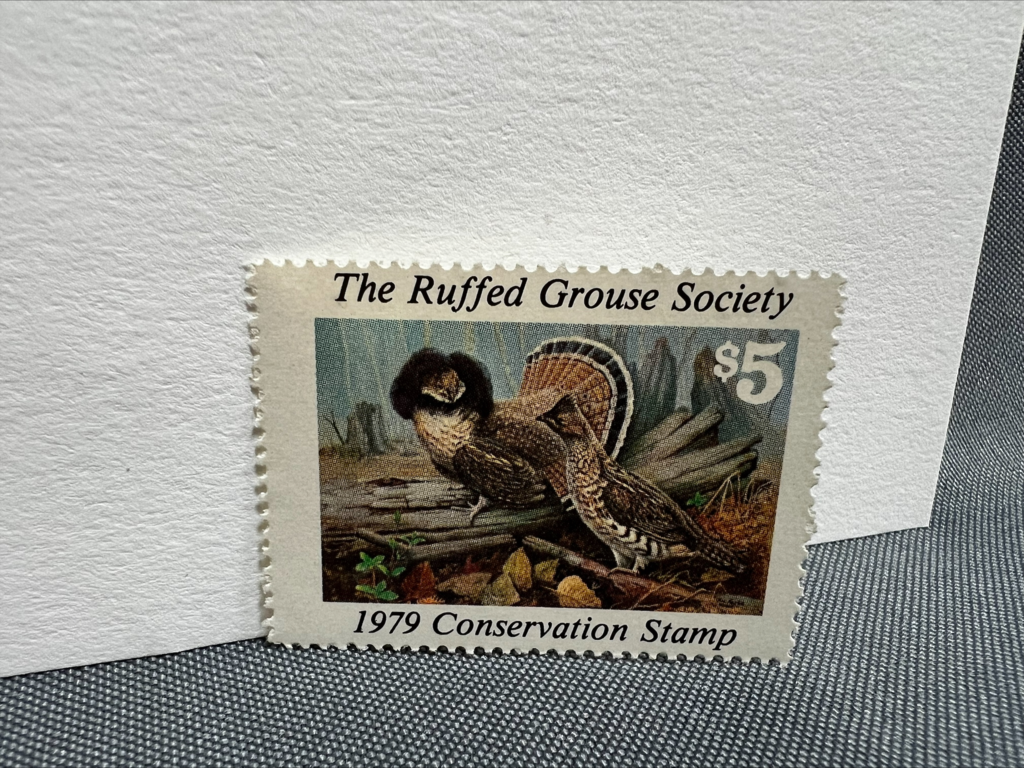 The Ruffed Grouse Society
$5
1979 Conservation Stamp